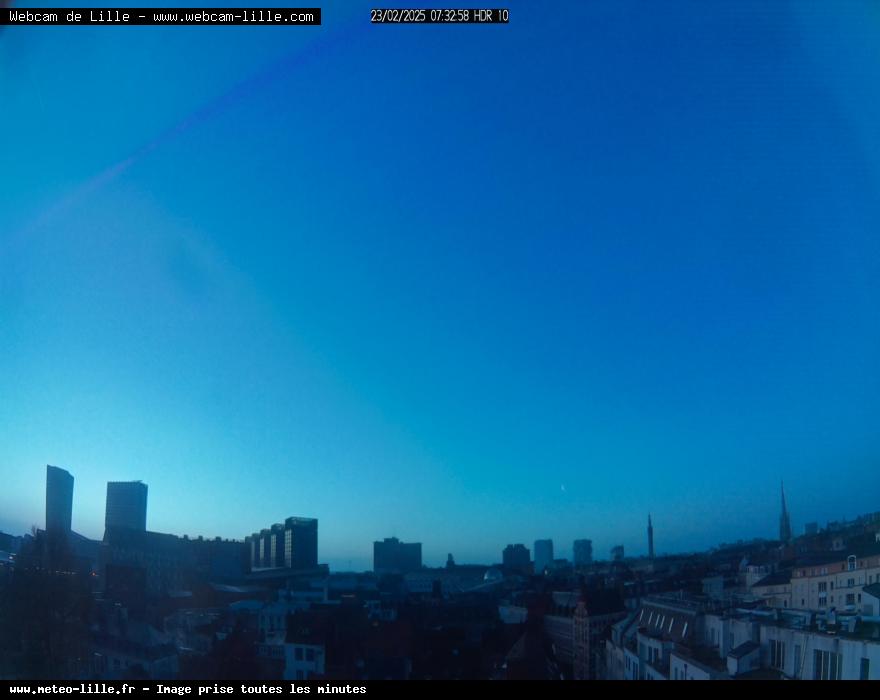 Webcam de Lille - www.webcam-lille.com
23/02/2025 07:32:58 HDR 10
www.meteo-lille.fr - Image prise toutes les minutes